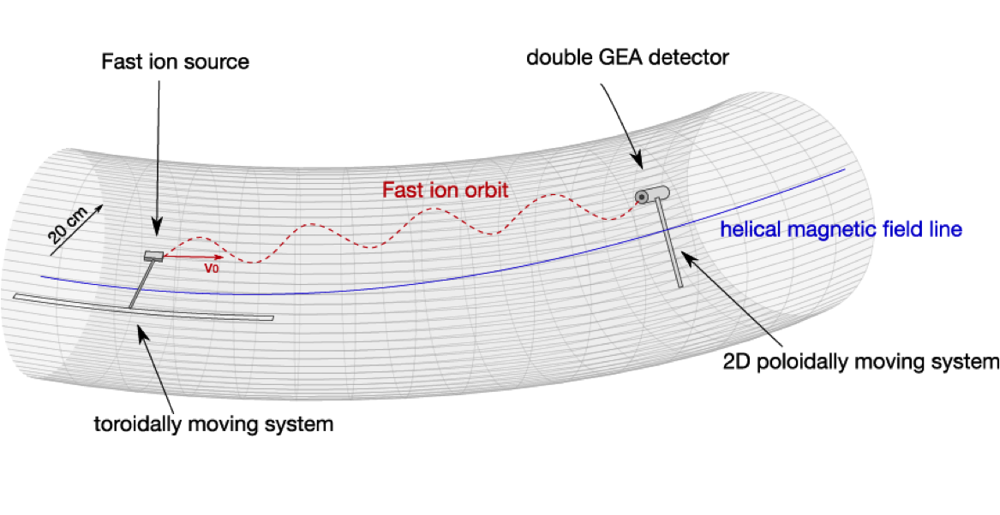 Fast ion source
double GEA detector
Fast ion orbit
20 cm
helical magnetic field line
v0
2D poloidally moving system
toroidally moving system